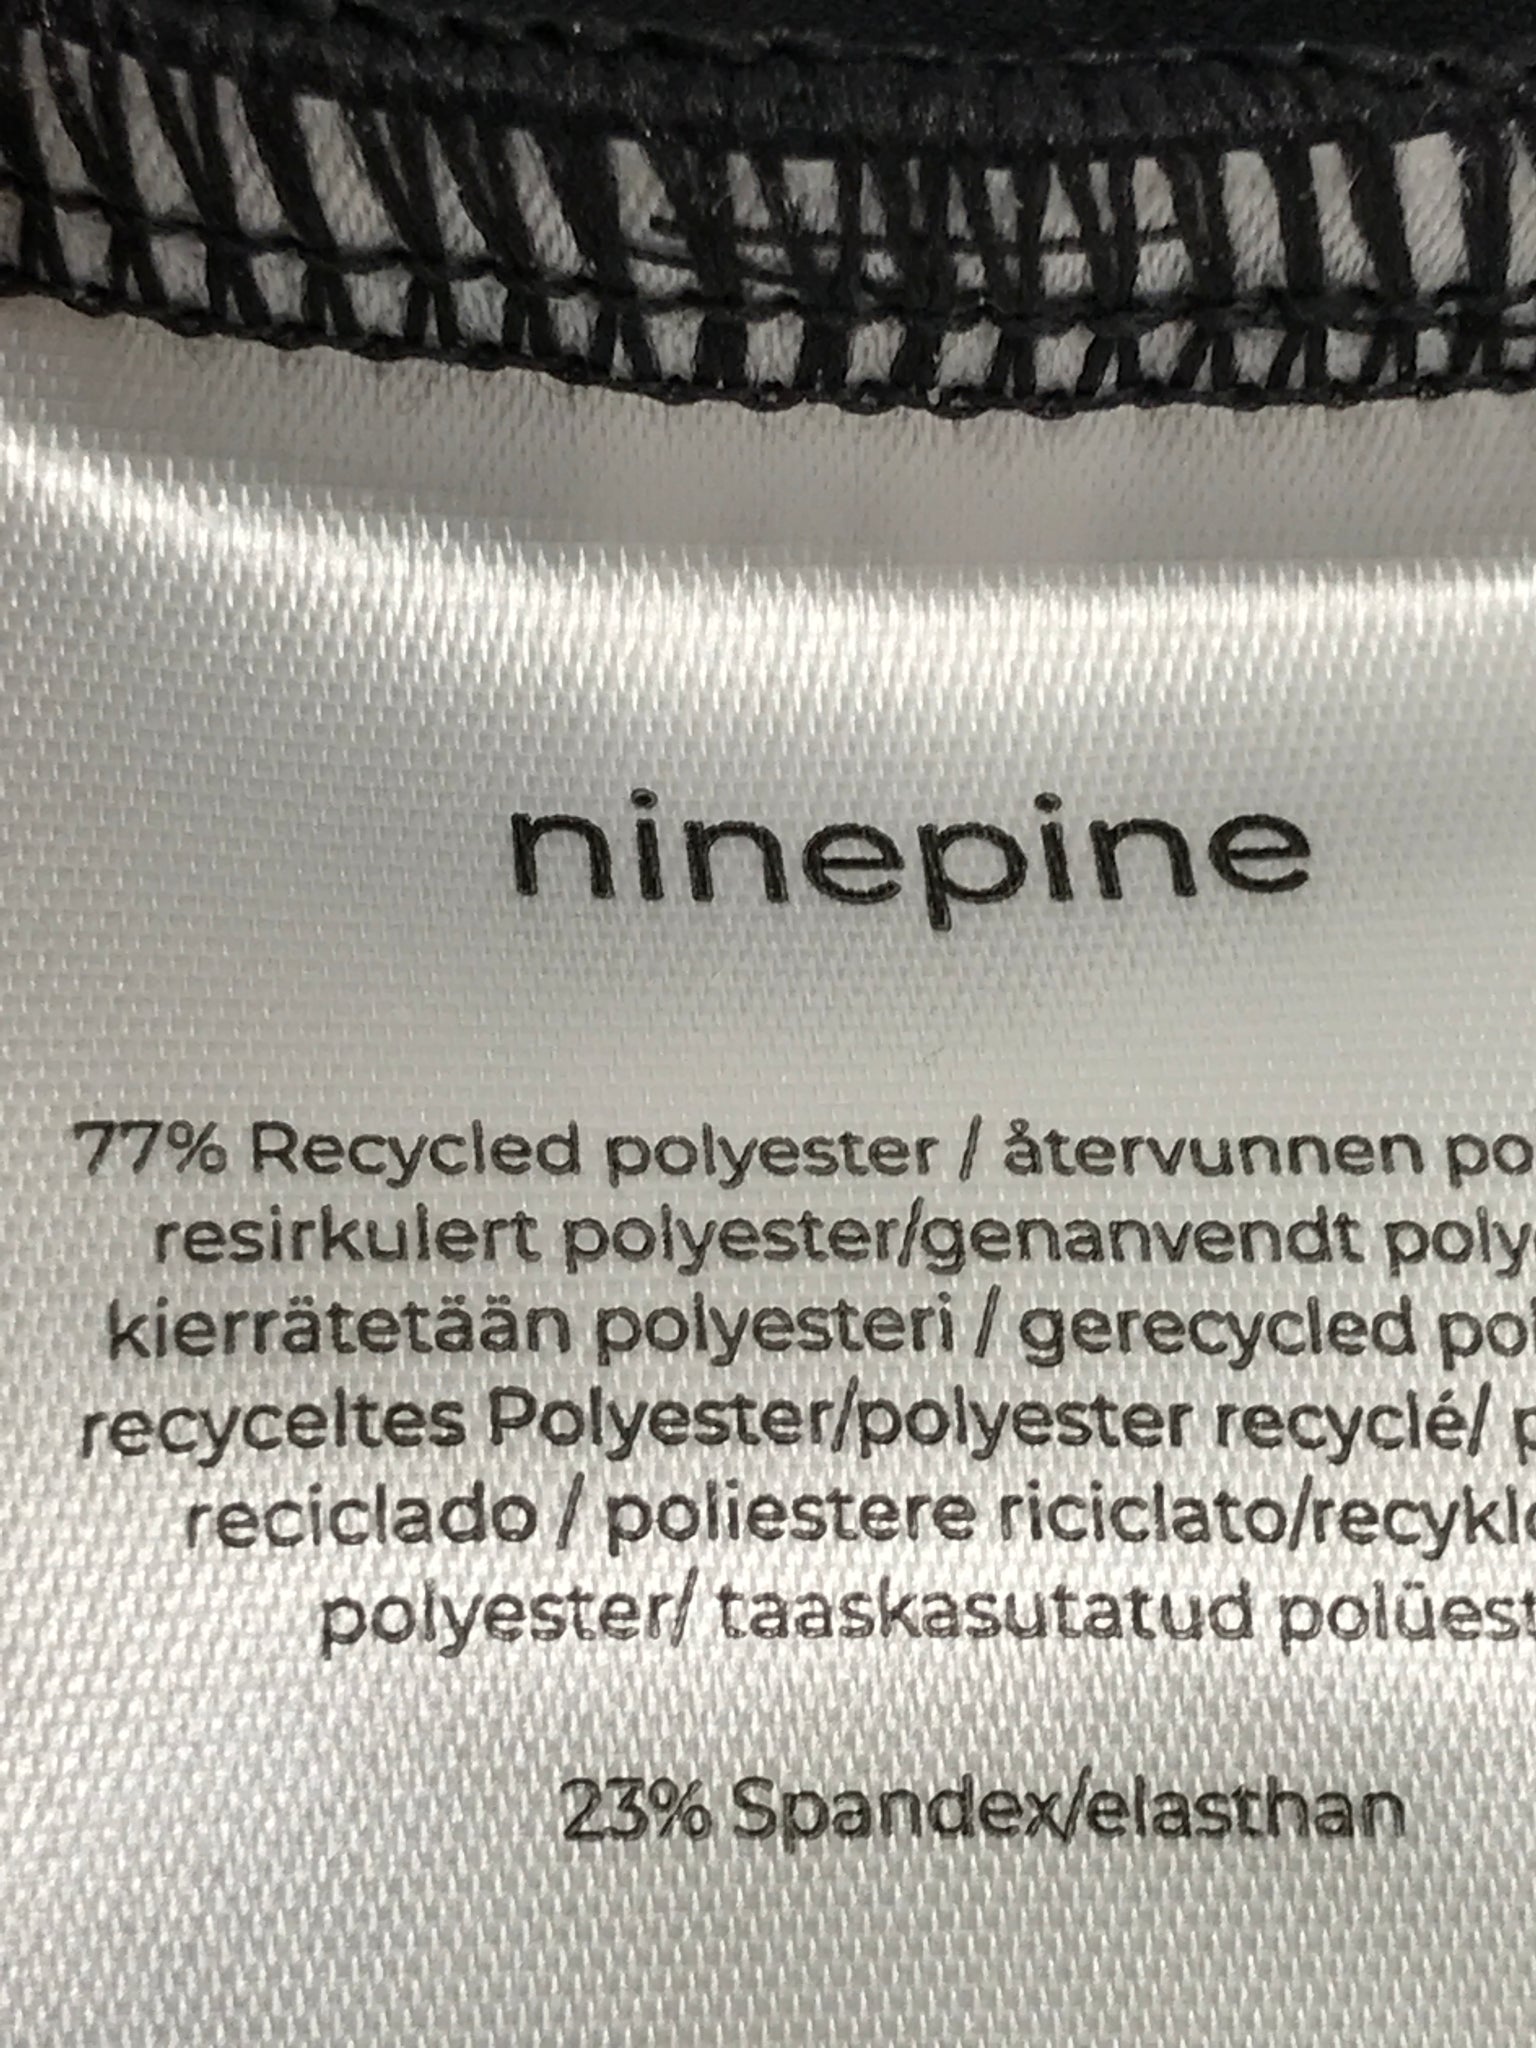 ninepine
77% Recycled polyester / återvunnen po
resirkulert polyester/genanvendt poly
kierrätetään polyesteri / gerecycled pol
recyceltes Polyester/polyester recyclé/ p
reciclado / poliestere riciclato/recykl
polyester/ taaskasutatud polüest
23% Spandex/elasthan